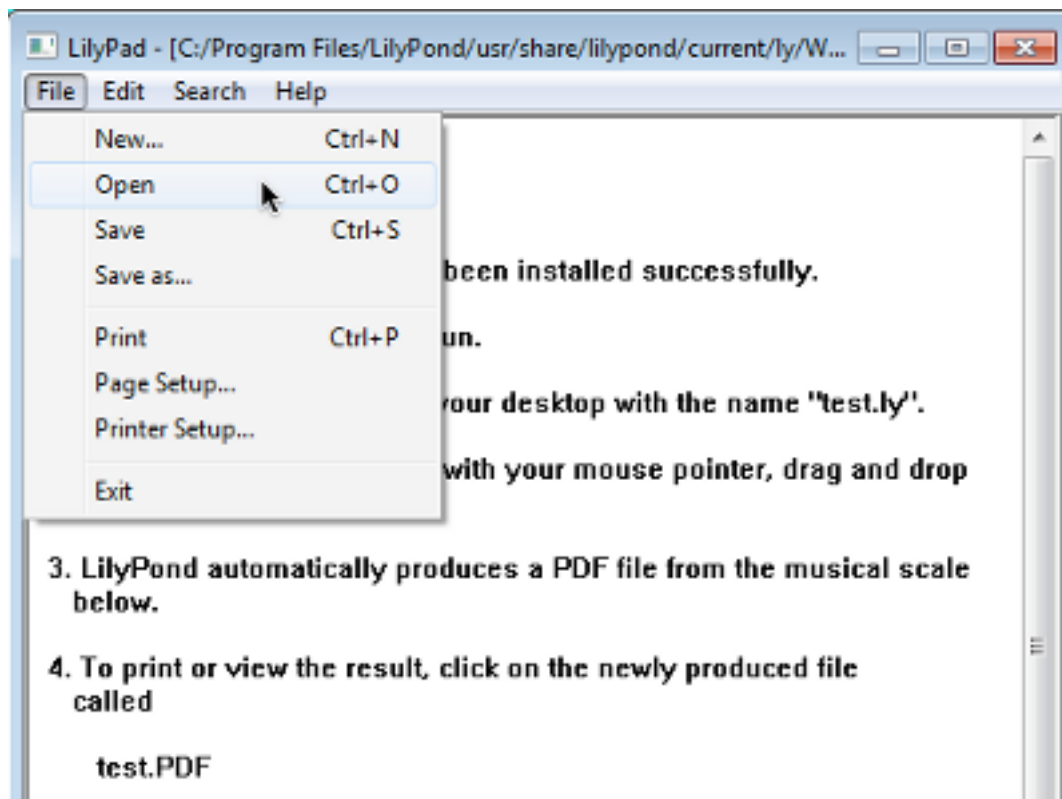 LilyPad - [C:/Program Files/LilyPond/usr/share/lilypond/current/ly/W...
File Edit Search Help
New... Ctrl+N
Open Ctrl+O
Save Ctrl+S
Save as...
Print Ctrl+P
Page Setup...
Printer Setup...
Exit
been installed successfully.
un.
your desktop with the name "test.ly".
with your mouse pointer, drag and drop
3. LilyPond automatically produces a PDF file from the musical scale
below.
4. To print or view the result, click on the newly produced file
called
test.PDF